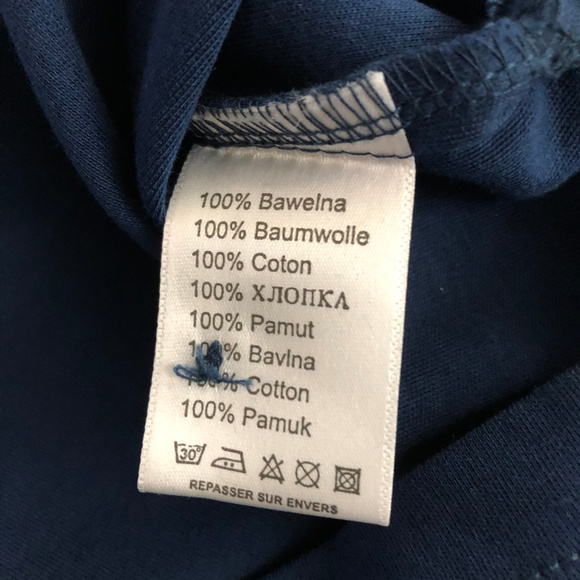 100% Bawelna
100% Baumwolle
100% Coton
100% ХЛОПКА
100% Pamut
100% Bavlna
100% Cotton
100% Pamuk
30°
REPASSER SUR ENVERS